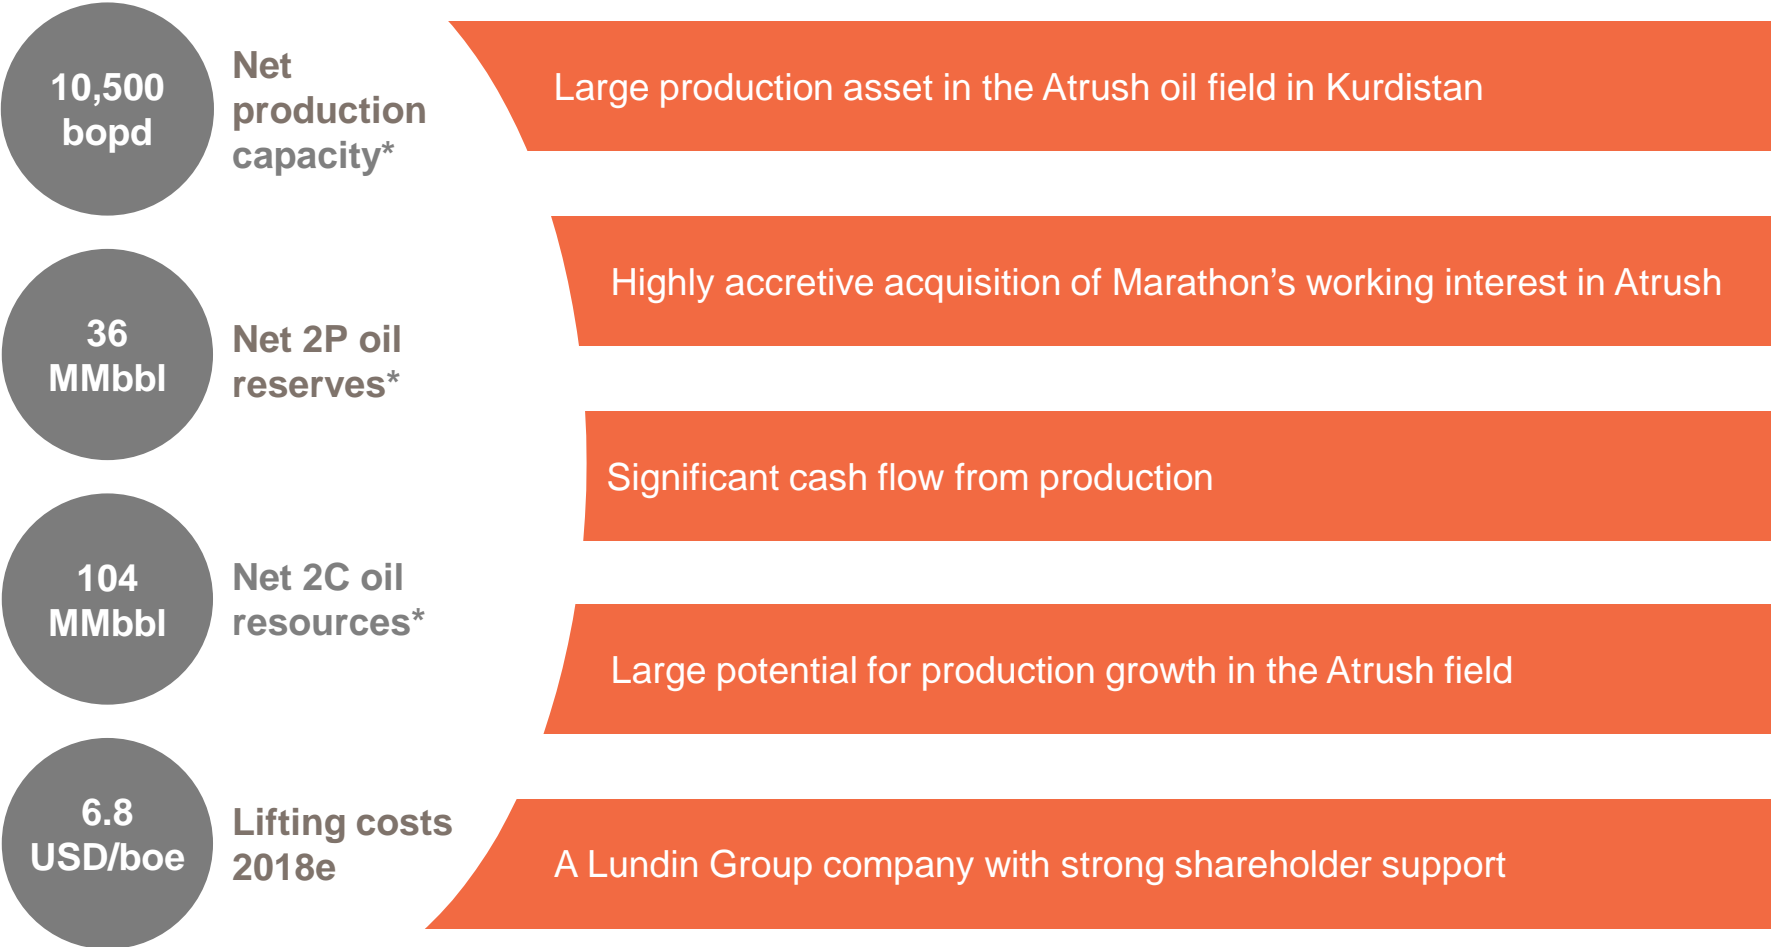 10,500
bopd
Net
production
capacity*
36
MMbbl
Net 2P oil
reserves*
104
MMbbl
Net 2C oil
resources*
6.8
USD/boe
Lifting costs
2018e
Large production asset in the Atrush oil field in Kurdistan
Highly accretive acquisition of Marathon’s working interest in Atrush
Significant cash flow from production
Large potential for production growth in the Atrush field
A Lundin Group company with strong shareholder support